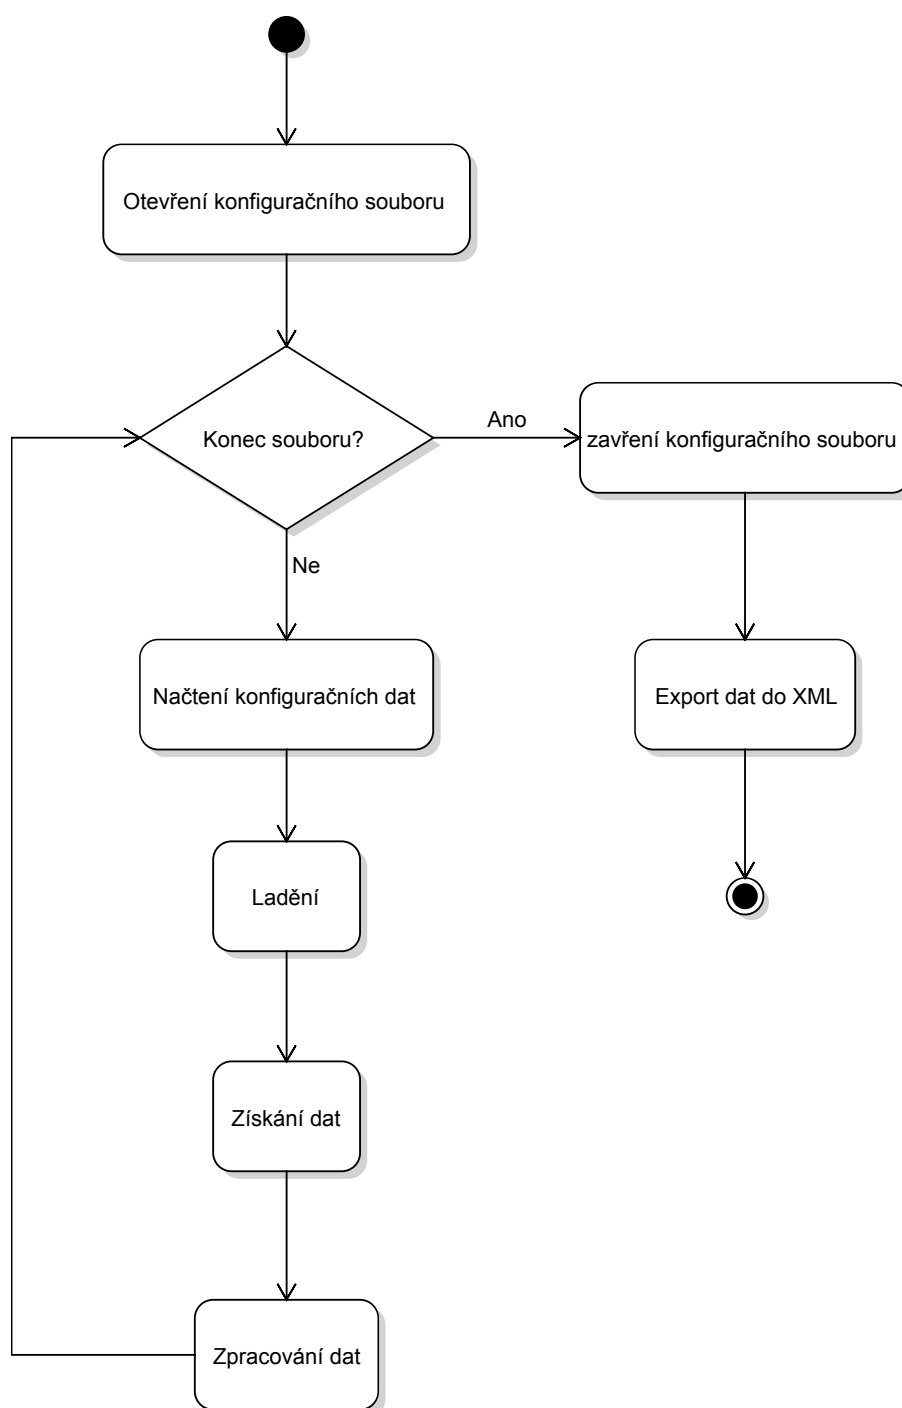 Otevření konfiguračního souboru
Konec souboru?
Ano
zavření konfiguračního souboru
Ne
Načtení konfiguračních dat
Export dat do XML
Ladění
Získání dat
Zpracování dat